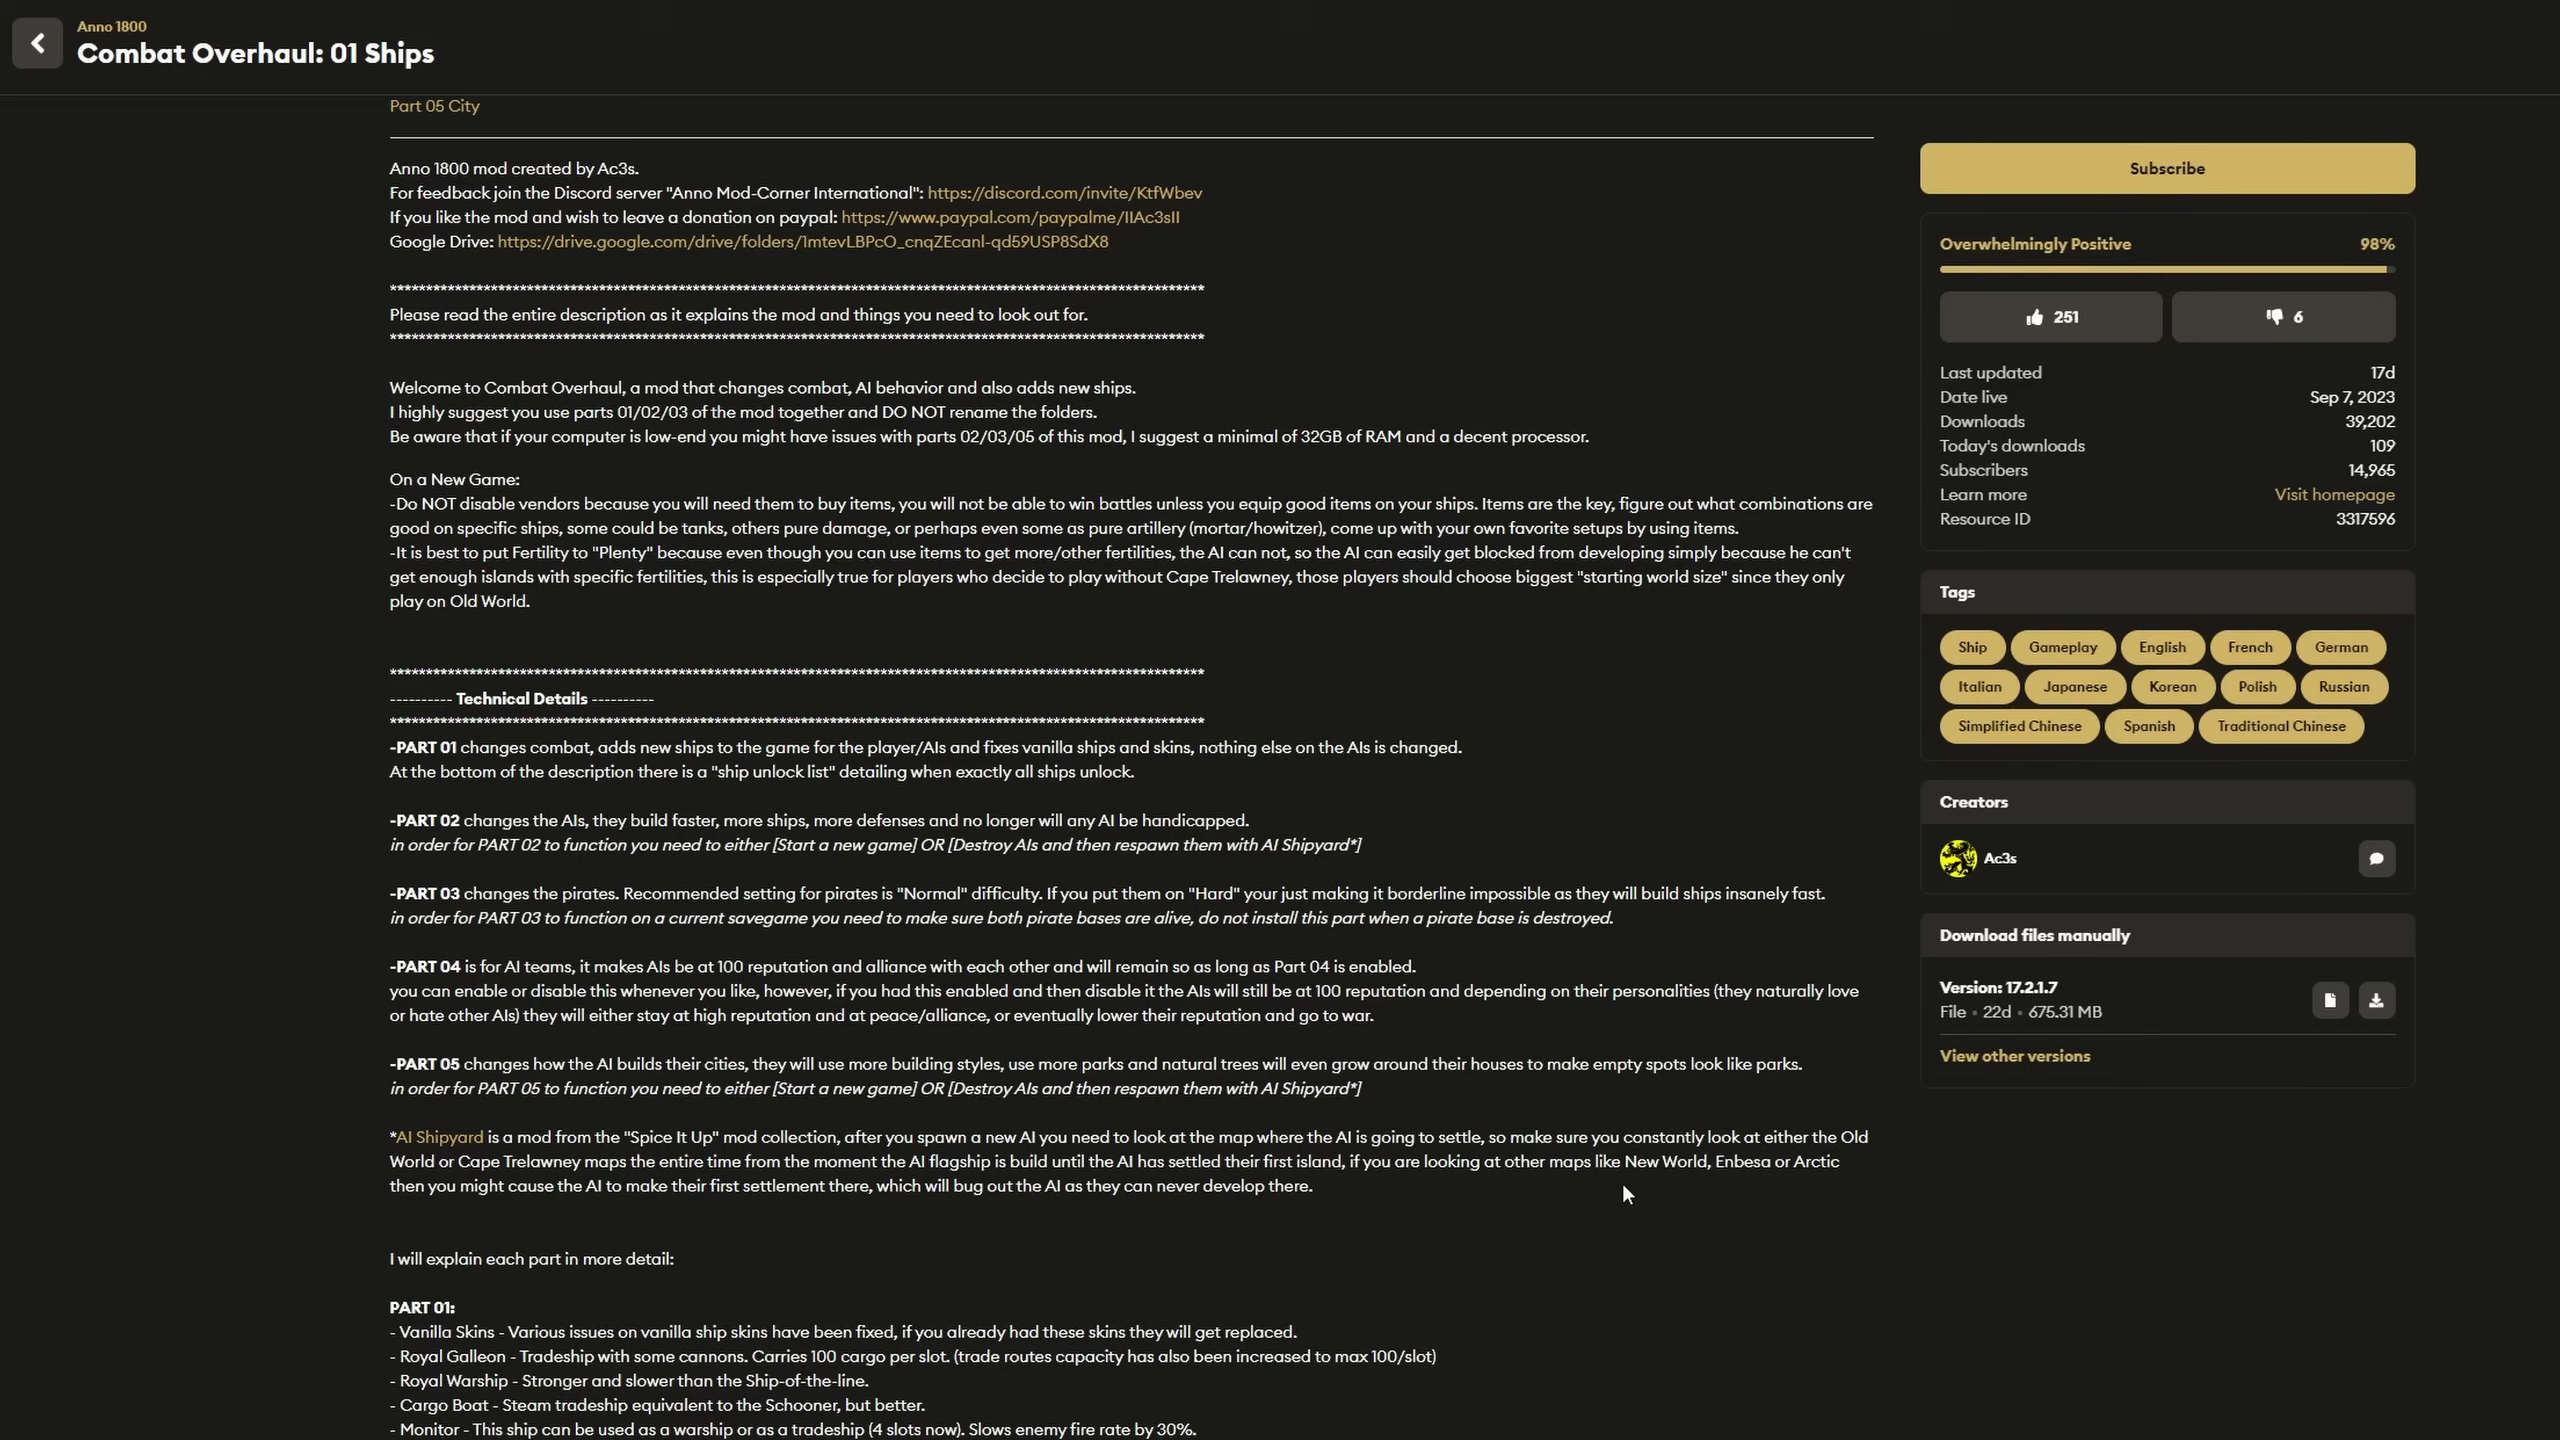 Anno 1800
Combat Overhaul: 01 Ships
Part 05 City
Anno 1800 mod created by Ac3s.
For feedback join the Discord server "Anno Mod-Corner International": https://discord.com/invite/KtfWbev
If you like the mod and wish to leave a donation on paypal: https://www.paypal.com/paypalme/IIAc3sII
Google Drive: https://drive.google.com/drive/folders/1mtevLBPcO_cnqZEcanl-qd59USP8SdX8
Please read the entire description as it explains the mod and things you need to look out for.
Welcome to Combat Overhaul, a mod that changes combat, AI behavior and also adds new ships.
I highly suggest you use parts 01/02/03 of the mod together and DO NOT rename the folders.
Be aware that if your computer is low-end you might have issues with parts 02/03/05 of this mod, I suggest a minimal of 32GB of RAM and a decent processor.
On a New Game:
-Do NOT disable vendors because you will need them to buy items, you will not be able to win battles unless you equip good items on your ships. Items are the key, figure out what combinations are
good on specific ships, some could be tanks, others pure damage, or perhaps even some as pure artillery (mortar/howitzer), come up with your own favorite setups by using items.
-It is best to put Fertility to "Plenty" because even though you can use items to get more/other fertilities, the AI can not, so the AI can easily get blocked from developing simply because he can't
get enough islands with specific fertilities, this is especially true for players who decide to play without Cape Trelawney, those players should choose biggest "starting world size" since they only
play on Old World.
---------- Technical Details ----------
-PART 01 changes combat, adds new ships to the game for the player/AIs and fixes vanilla ships and skins, nothing else on the AIs is changed.
At the bottom of the description there is a "ship unlock list" detailing when exactly all ships unlock.
-PART 02 changes the AIs, they build faster, more ships, more defenses and no longer will any AI be handicapped.
in order for PART 02 to function you need to either [Start a new game] OR [Destroy AIs and then respawn them with AI Shipyard*]
-PART 03 changes the pirates. Recommended setting for pirates is "Normal" difficulty. If you put them on "Hard" your just making it borderline impossible as they will build ships insanely fast.
in order for PART 03 to function on a current savegame you need to make sure both pirate bases are alive, do not install this part when a pirate base is destroyed.
-PART 04 is for AI teams, it makes AIs be at 100 reputation and alliance with each other and will remain so as long as Part 04 is enabled.
you can enable or disable this whenever you like, however, if you had this enabled and then disable it the AIs will still be at 100 reputation and depending on their personalities (they naturally love
or hate other AIs) they will either stay at high reputation and at peace/alliance, or eventually lower their reputation and go to war.
-PART 05 changes how the AI builds their cities, they will use more building styles, use more parks and natural trees will even grow around their houses to make empty spots look like parks.
in order for PART 05 to function you need to either [Start a new game] OR [Destroy AIs and then respawn them with AI Shipyard*]
*AI Shipyard is a mod from the "Spice It Up" mod collection, after you spawn a new AI you need to look at the map where the AI is going to settle, so make sure you constantly look at either the Old
World or Cape Trelawney maps the entire time from the moment the AI flagship is build until the AI has settled their first island, if you are looking at other maps like New World, Enbesa or Arctic
then you might cause the AI to make their first settlement there, which will bug out the AI as they can never develop there.
I will explain each part in more detail:
PART 01:
- Vanilla Skins - Various issues on vanilla ship skins have been fixed, if you already had these skins they will get replaced.
- Royal Galleon - Tradeship with some cannons. Carries 100 cargo per slot. (trade routes capacity has also been increased to max 100/slot)
- Royal Warship - Stronger and slower than the Ship-of-the-line.
- Cargo Boat - Steam tradeship equivalent to the Schooner, but better.
- Monitor - This ship can be used as a warship or as a tradeship (4 slots now). Slows enemy fire rate by 30%.
Subscribe
Overwhelmingly Positive 98%
251 6
Last updated 17d
Date live Sep 7, 2023
Downloads 39,202
Today's downloads 109
Subscribers 14,965
Learn more Visit homepage
Resource ID 3317596
Tags
Ship Gameplay English French German
Italian Japanese Korean Polish Russian
Simplified Chinese Spanish Traditional Chinese
Creators
Ac3s
Download files manually
Version: 17.2.1.7
File • 22d • 675.31 MB
View other versions